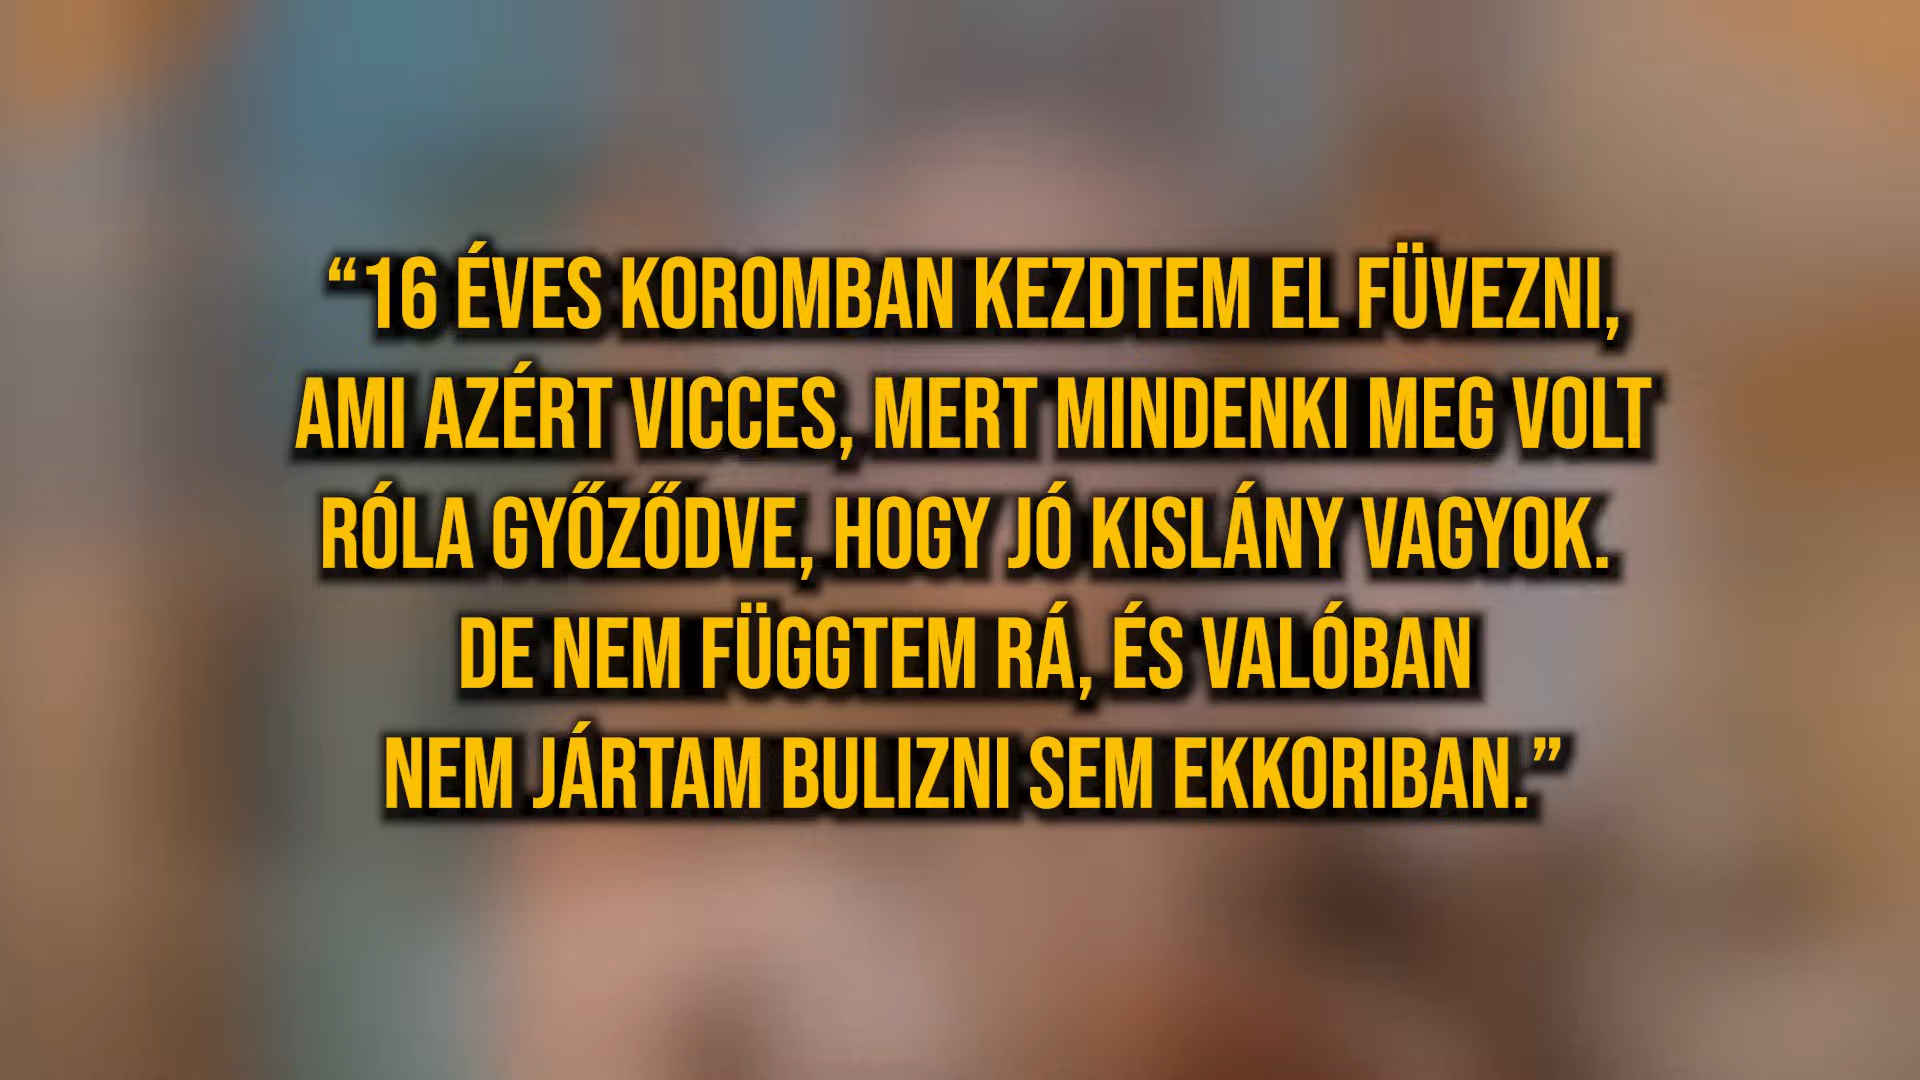 “16 ÉVES KOROMBAN KEZDTEM EL FÜVEZNI,
AMI AZÉRT VICCES, MERT MINDENKI MEG VOLT
RÓLA GYŐZŐDVE, HOGY JÓ KISLÁNY VAGYOK.
DE NEM FÜGGTEM RÁ, ÉS VALÓBAN
NEM JÁRTAM BULIZNI SEM EKKORIBAN.”